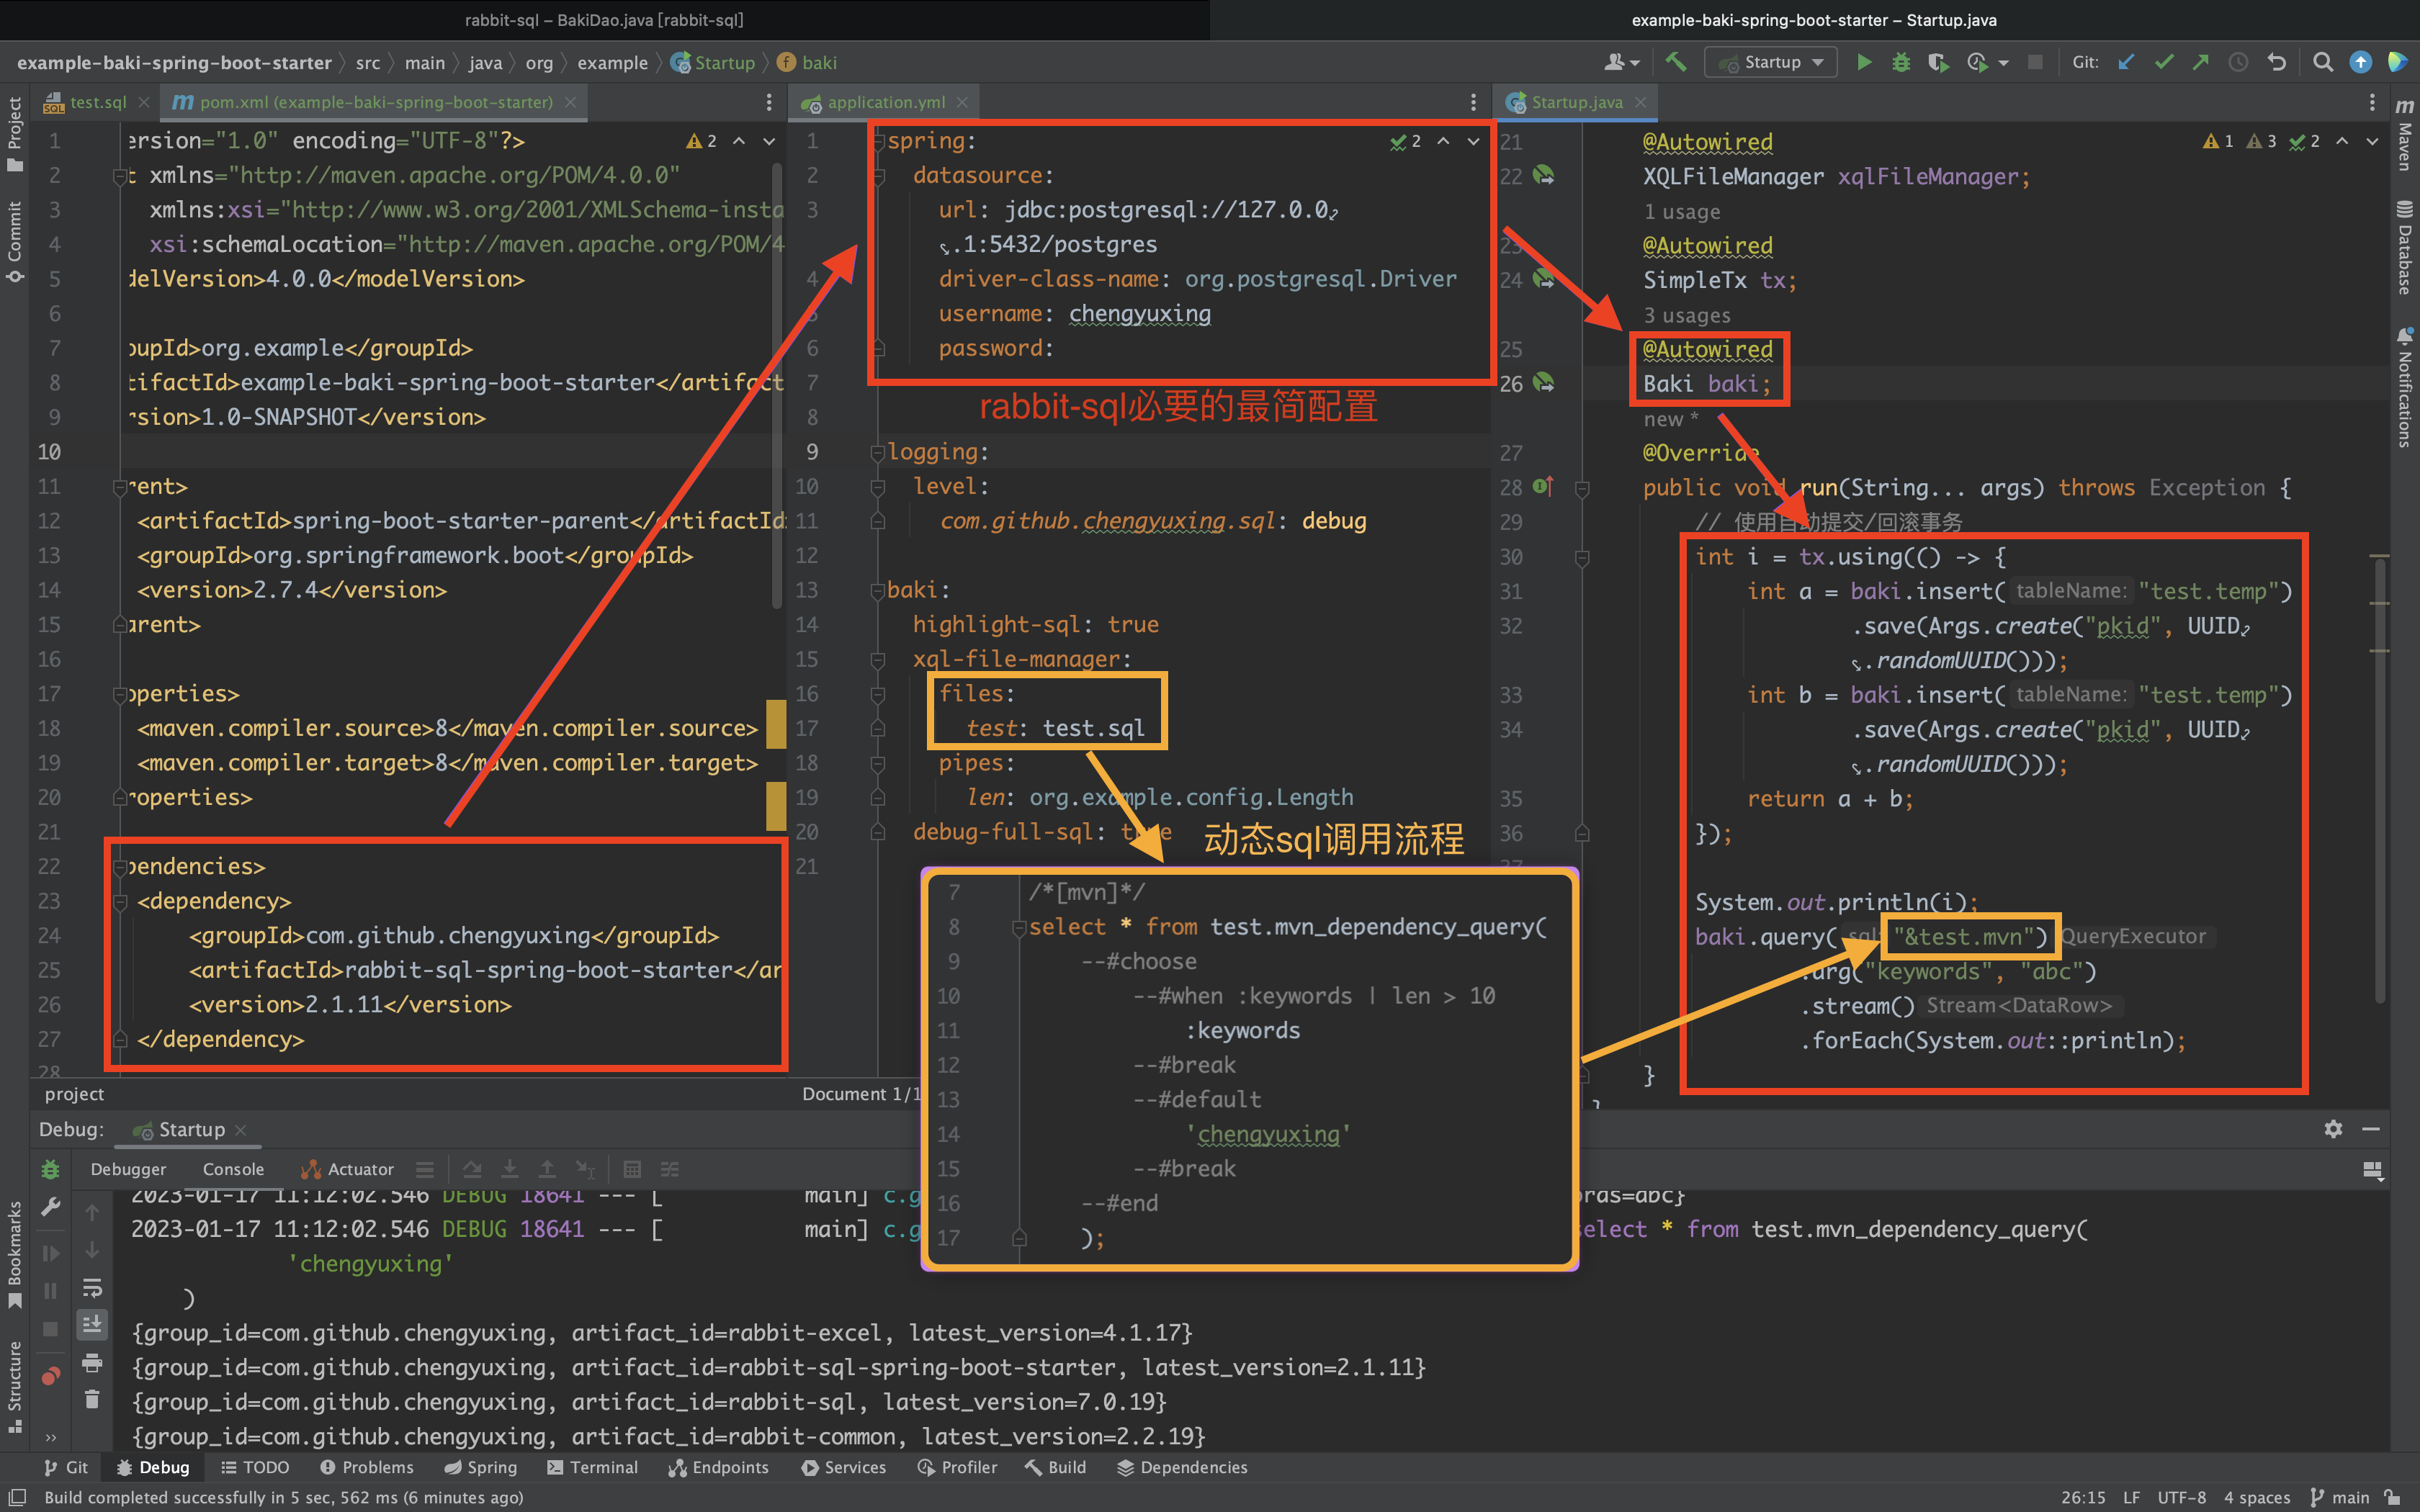 rabbit-sql – BakiDao.java [rabbit-sql]
example-baki-spring-boot-starter – Startup.java
example-baki-spring-boot-starter src main java org example Startup baki
Startup
Git:
Project
Commit
Bookmarks
Structure
test.sql
pom.xml (example-baki-spring-boot-starter)
2
1 ersion="1.0" encoding="UTF-8"?>
2 t xmlns="http://maven.apache.org/POM/4.0.0"
3 xmlns:xsi="http://www.w3.org/2001/XMLSchema-insta
4 xsi:schemaLocation="http://maven.apache.org/POM/4
5 delVersion>4.0.0</modelVersion>
6
7 oupId>org.example</groupId>
8 tifactId>example-baki-spring-boot-starter</artifact
9 rsion>1.0-SNAPSHOT</version>
10
11 rent>
12 <artifactId>spring-boot-starter-parent</artifactId
13 <groupId>org.springframework.boot</groupId>
14 <version>2.7.4</version>
15 arent>
16
17 operties>
18 <maven.compiler.source>8</maven.compiler.source>
19 <maven.compiler.target>8</maven.compiler.target>
20 roperties>
21
22 pendencies>
23 <dependency>
24 <groupId>com.github.chengyuxing</groupId>
25 <artifactId>rabbit-sql-spring-boot-starter</ar
26 <version>2.1.11</version>
27 </dependency>
28
project
application.yml
2
1 spring:
2 datasource:
3 url: jdbc:postgresql://127.0.0
.1:5432/postgres
4 driver-class-name: org.postgresql.Driver
username: chengyuxing
6 password:
7
rabbit-sql必要的最简配置
8
9 logging:
10 level:
11 com.github.chengyuxing.sql: debug
12
13 baki:
14 highlight-sql: true
15 xql-file-manager:
16 files:
17 test: test.sql
18 pipes:
19 len: org.example.config.Length
20 debug-full-sql: true
21
动态sql调用流程
Document 1/1
7 /*[mvn]*/
8 select * from test.mvn_dependency_query(
9 --#choose
10 --#when :keywords | len > 10
11 :keywords
12 --#break
13 --#default
14 'chengyuxing'
15 --#break
16 --#end
17 );
Startup.java
1 3 2
21 @Autowired
22 XQLFileManager xqlFileManager;
1 usage
23 @Autowired
24 SimpleTx tx;
3 usages
25 @Autowired
26 Baki baki;
new *
27 @Override
28 public void run(String... args) throws Exception {
29 // 使用自动提交/回滚事务
30 int i = tx.using(() -> {
31 int a = baki.insert( tableName: "test.temp")
32 .save(Args.create("pkid", UUID
.randomUUID()));
33 int b = baki.insert( tableName: "test.temp")
34 .save(Args.create("pkid", UUID
.randomUUID()));
35 return a + b;
36 });
System.out.println(i);
baki.query( sql: "&test.mvn") QueryExecutor
.arg("keywords", "abc")
.stream() Stream<DataRow>
.forEach(System.out::println);
}
Maven
Database
Notifications
Debug: Startup
Debugger Console Actuator
2023-01-17 11:12:02.546 DEBUG 18641 --- [ main] c.g rds=abc}
2023-01-17 11:12:02.546 DEBUG 18641 --- [ main] c.g select * from test.mvn_dependency_query(
'chengyuxing'
)
{group_id=com.github.chengyuxing, artifact_id=rabbit-excel, latest_version=4.1.17}
{group_id=com.github.chengyuxing, artifact_id=rabbit-sql-spring-boot-starter, latest_version=2.1.11}
{group_id=com.github.chengyuxing, artifact_id=rabbit-sql, latest_version=7.0.19}
{group_id=com.github.chengyuxing, artifact_id=rabbit-common, latest_version=2.2.19}
Git Debug TODO Problems Spring Terminal Endpoints Services Profiler Build Dependencies
Build completed successfully in 5 sec, 562 ms (6 minutes ago)
26:15 LF UTF-8 4 spaces main